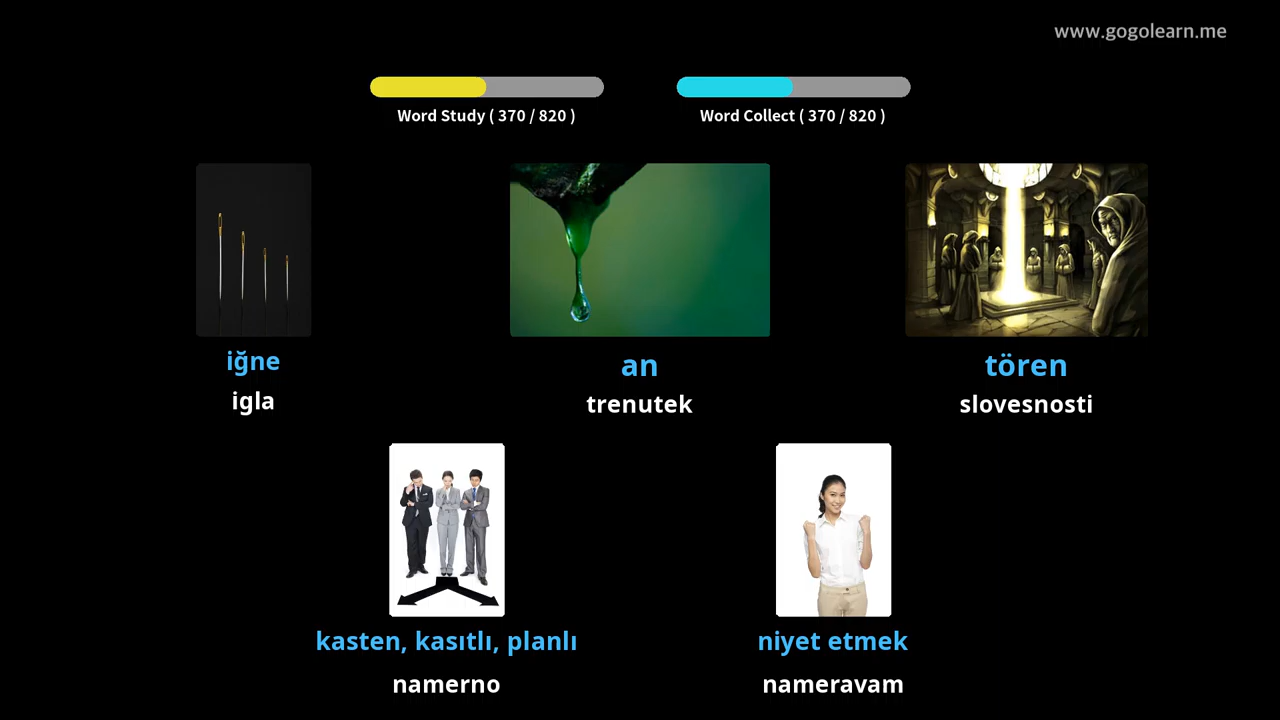 www.gogolearn.me
Word Study ( 370 / 820 )
Word Collect ( 370 / 820 )
iğne
igla
an
trenutek
tören
slovesnosti
kasten, kasıtlı, planlı
namerno
niyet etmek
nameravam